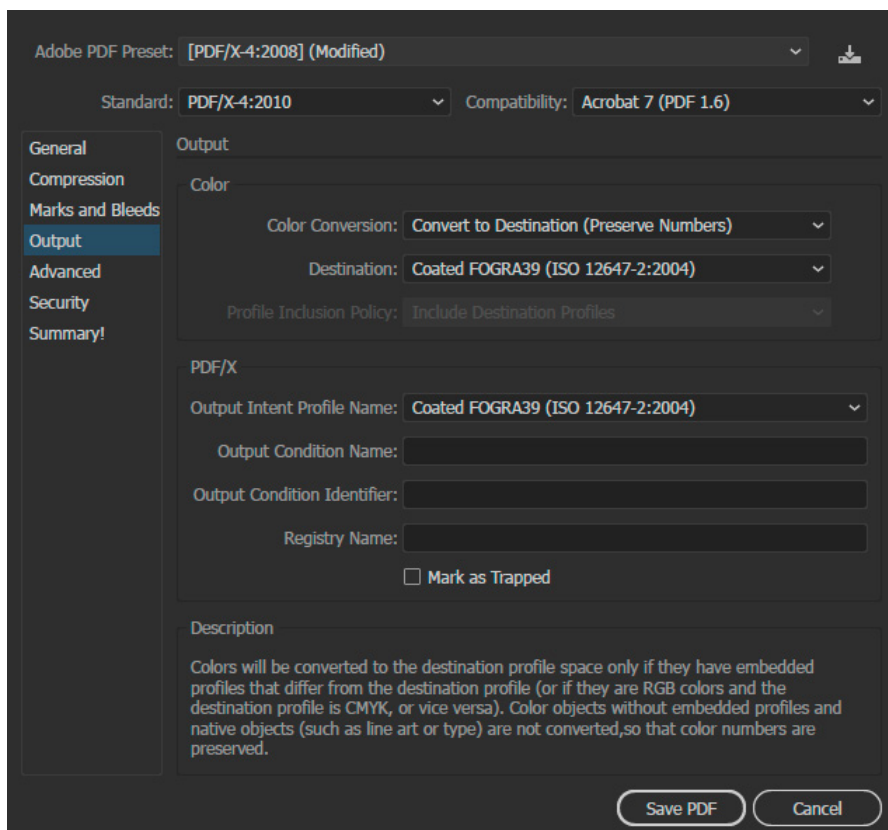 Adobe PDF Preset: [PDF/X-4:2008] (Modified)
Standard: PDF/X-4:2010 Compatibility: Acrobat 7 (PDF 1.6)
General
Compression
Marks and Bleeds
Output
Advanced
Security
Summary!
Output
Color
Color Conversion: Convert to Destination (Preserve Numbers)
Destination: Coated FOGRA39 (ISO 12647-2:2004)
Profile Inclusion Policy: Include Destination Profiles
PDF/X
Output Intent Profile Name: Coated FOGRA39 (ISO 12647-2:2004)
Output Condition Name:
Output Condition Identifier:
Registry Name:
Mark as Trapped
Description
Colors will be converted to the destination profile space only if they have embedded
profiles that differ from the destination profile (or if they are RGB colors and the
destination profile is CMYK, or vice versa). Color objects without embedded profiles and
native objects (such as line art or type) are not converted,so that color numbers are
preserved.
Save PDF Cancel